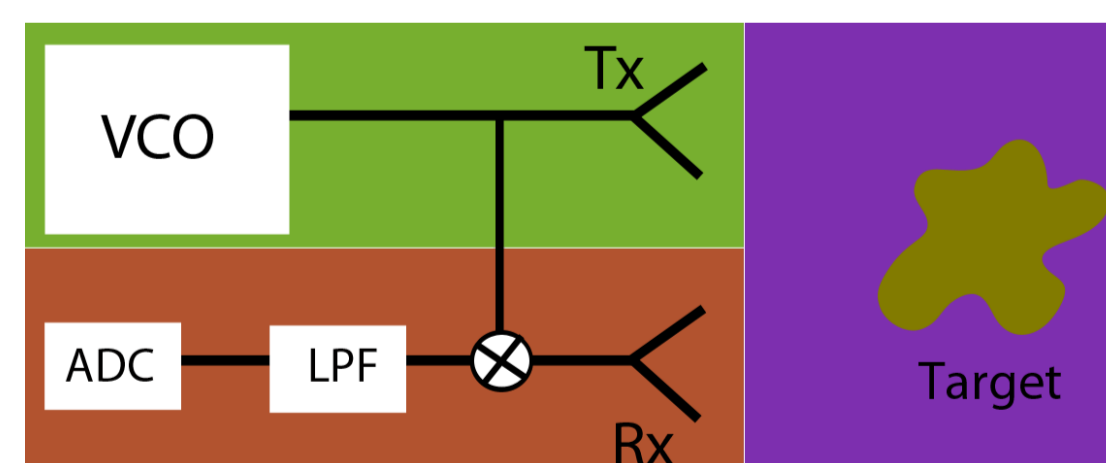 Tx
VCO
ADC
LPF
Target
Rx